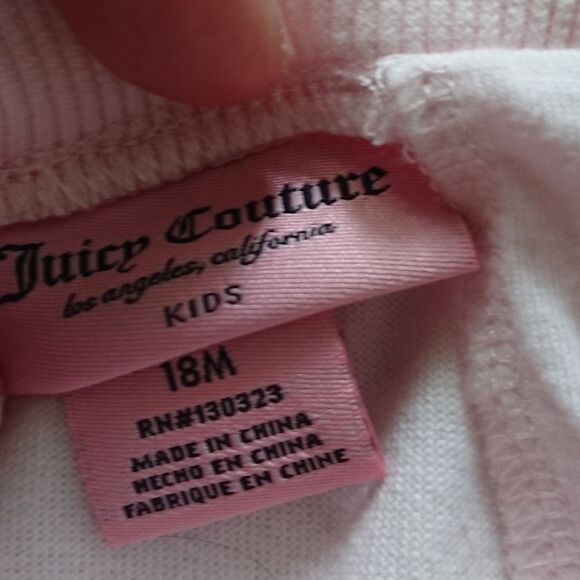 Juicy Couture
los angeles, california
KIDS
18M
RN#130323
MADE IN CHINA
HECHO EN CHINA
FABRIQUE EN CHINE